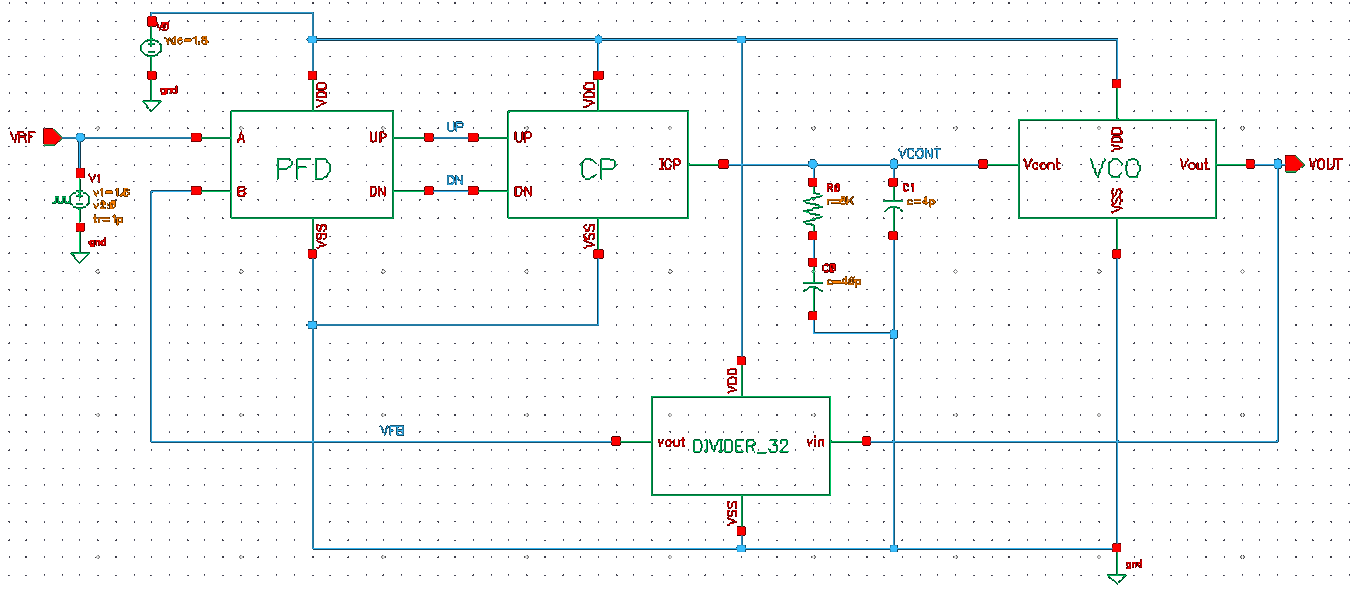 V0
vdc=1.8
gnd
VDD
VDD
VRF
A
UP
UP
UP
ICP
VCONT
Vcont
VDD
Vout
VOUT
PFD
CP
VCO
V1
v1=1.8
v2:0
tr=1p
gnd
B
DN
DN
DN
VSS
VSS
VSS
C1
c=4p
VDD
VFB
vout
DIVIDER_32
vin
VSS
gnd